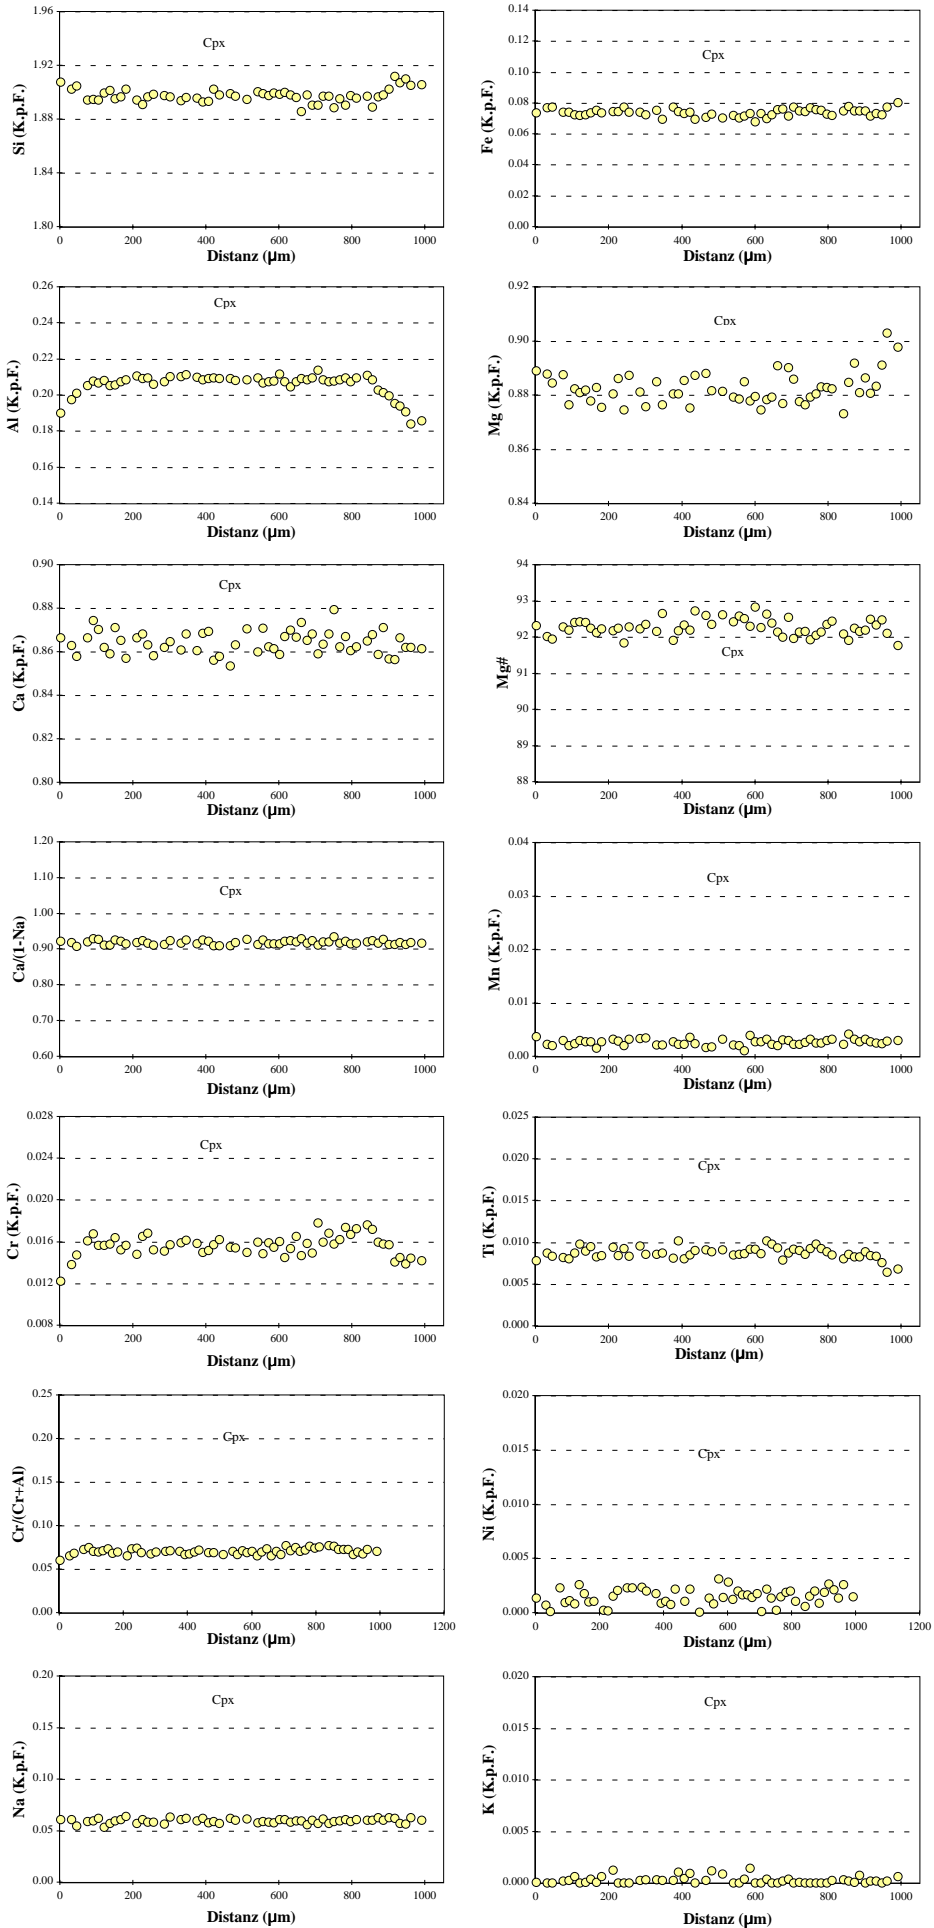 Si (K.p.F.)
1.96
1.92
1.88
1.84
1.80
Cpx
0 200 400 600 800 1000
Distanz (µm)
Fe (K.p.F.)
0.14
0.12
0.10
0.08
0.06
0.04
0.02
0.00
Cpx
0 200 400 600 800 1000
Distanz (µm)
Al (K.p.F.)
0.26
0.24
0.22
0.20
0.18
0.16
0.14
Cpx
0 200 400 600 800 1000
Distanz (µm)
Mg (K.p.F.)
0.92
0.90
0.88
0.86
0.84
Cpx
0 200 400 600 800 1000
Distanz (µm)
Ca (K.p.F.)
0.90
0.88
0.86
0.84
0.82
0.80
Cpx
0 200 400 600 800 1000
Distanz (µm)
Mg#
94
93
92
91
90
89
88
Cpx
0 200 400 600 800 1000
Distanz (µm)
Ca/(1-Na)
1.20
1.10
1.00
0.90
0.80
0.70
0.60
Cpx
0 200 400 600 800 1000
Distanz (µm)
Mn (K.p.F.)
0.04
0.03
0.02
0.01
0.00
Cpx
0 200 400 600 800 1000
Distanz (µm)
Cr (K.p.F.)
0.028
0.024
0.020
0.016
0.012
0.008
Cpx
0 200 400 600 800 1000
Distanz (µm)
Ti (K.p.F.)
0.025
0.020
0.015
0.010
0.005
0.000
Cpx
0 200 400 600 800 1000
Distanz (µm)
Cr/(Cr+Al)
0.25
0.20
0.15
0.10
0.05
0.00
Cpx
0 200 400 600 800 1000 1200
Distanz (µm)
Ni (K.p.F.)
0.020
0.015
0.010
0.005
0.000
Cpx
0 200 400 600 800 1000 1200
Distanz (µm)
Na (K.p.F.)
0.20
0.15
0.10
0.05
0.00
Cpx
0 200 400 600 800 1000
Distanz (µm)
K (K.p.F.)
0.020
0.015
0.010
0.005
0.000
Cpx
0 200 400 600 800 1000
Distanz (µm)